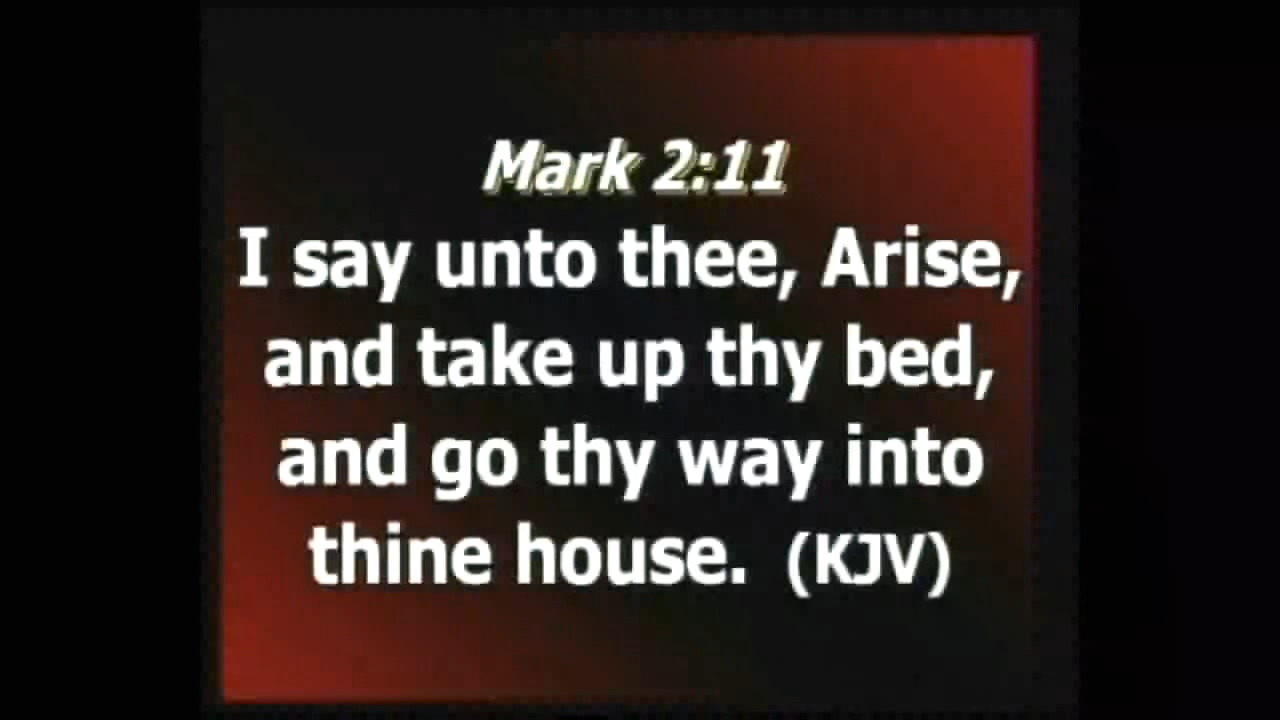 Mark 2:11
I say unto thee, Arise,
and take up thy bed,
and go thy way into
thine house. (KJV)